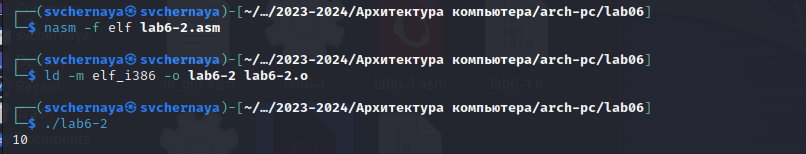 ┌──(svchernaya㉿ svchernaya)-[~/…/2023-2024/Архитектура компьютера/arch-pc/lab06]
└─$ nasm -f elf lab6-2.asm
┌──(svchernaya㉿ svchernaya)-[~/…/2023-2024/Архитектура компьютера/arch-pc/lab06]
└─$ ld -m elf_i386 -o lab6-2 lab6-2.o
┌──(svchernaya㉿ svchernaya)-[~/…/2023-2024/Архитектура компьютера/arch-pc/lab06]
└─$ ./lab6-2
10